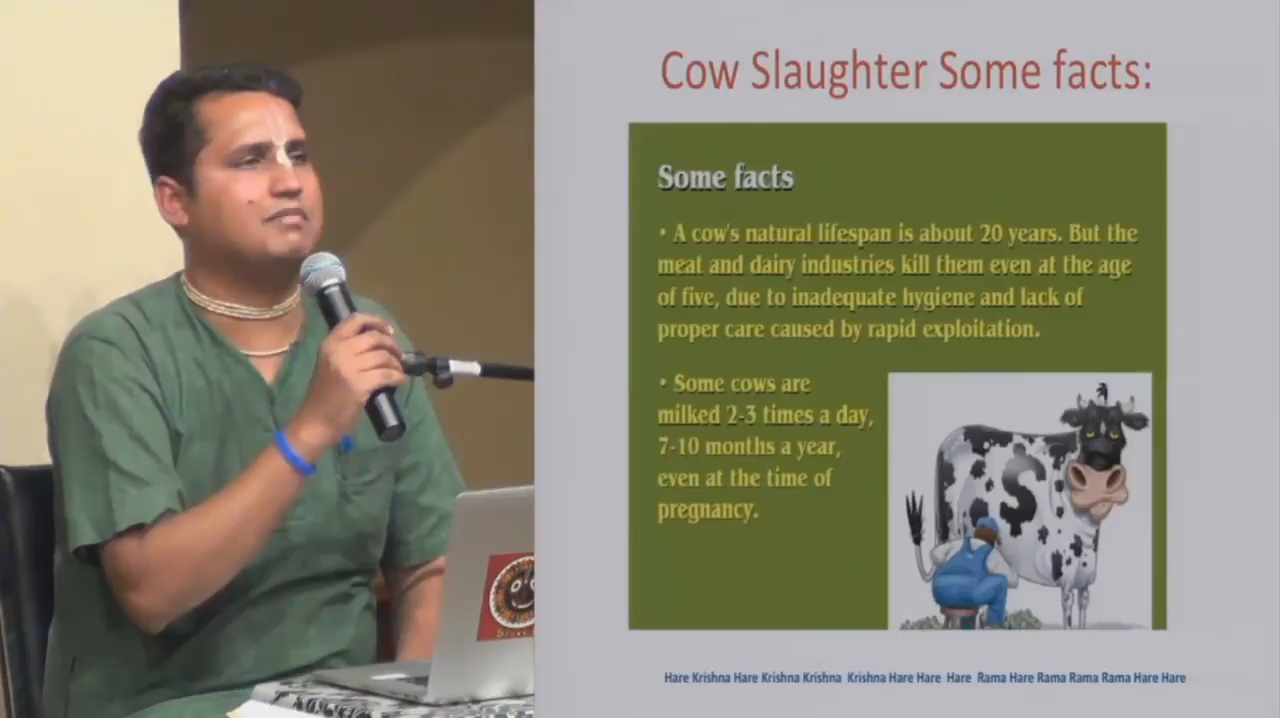 Cow Slaughter Some facts:
Some facts
• A cow's natural lifespan is about 20 years. But the
meat and dairy industries kill them even at the age
of five, due to inadequate hygiene and lack of
proper care caused by rapid exploitation.
• Some cows are
milked 2-3 times a day,
7-10 months a year,
even at the time of
pregnancy.
$
Hare Krishna Hare Krishna Krishna Krishna Hare Hare Hare Rama Hare Rama Rama Rama Hare Hare